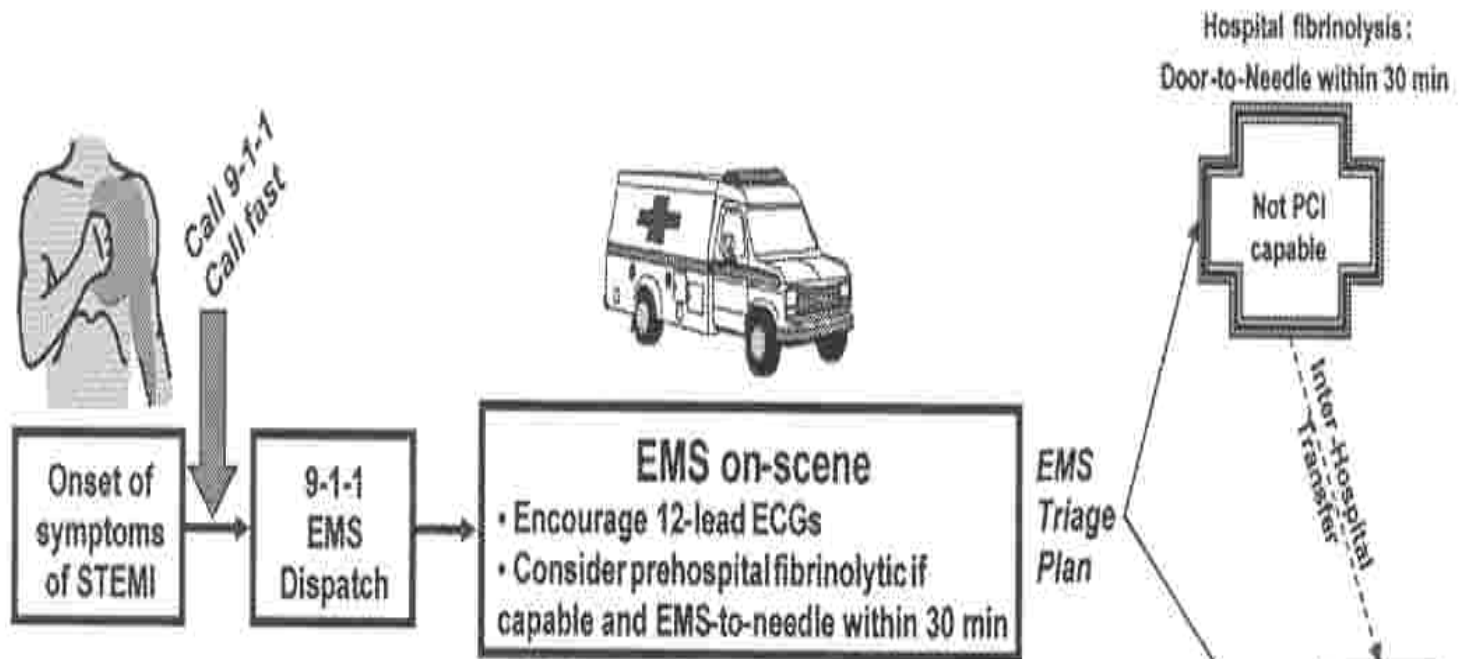 Hospital fibrinolysis:
Door-to-Needle within 30 min
Call 9-1-1
Call fast
Not PCI
capable
Onset of
symptoms
of STEMI
9-1-1
EMS
Dispatch
EMS on-scene
• Encourage 12-lead ECGs
• Consider prehospital fibrinolytic if
capable and EMS-to-needle within 30 min
EMS
Triage
Plan
Inter-Hospital
Transfer